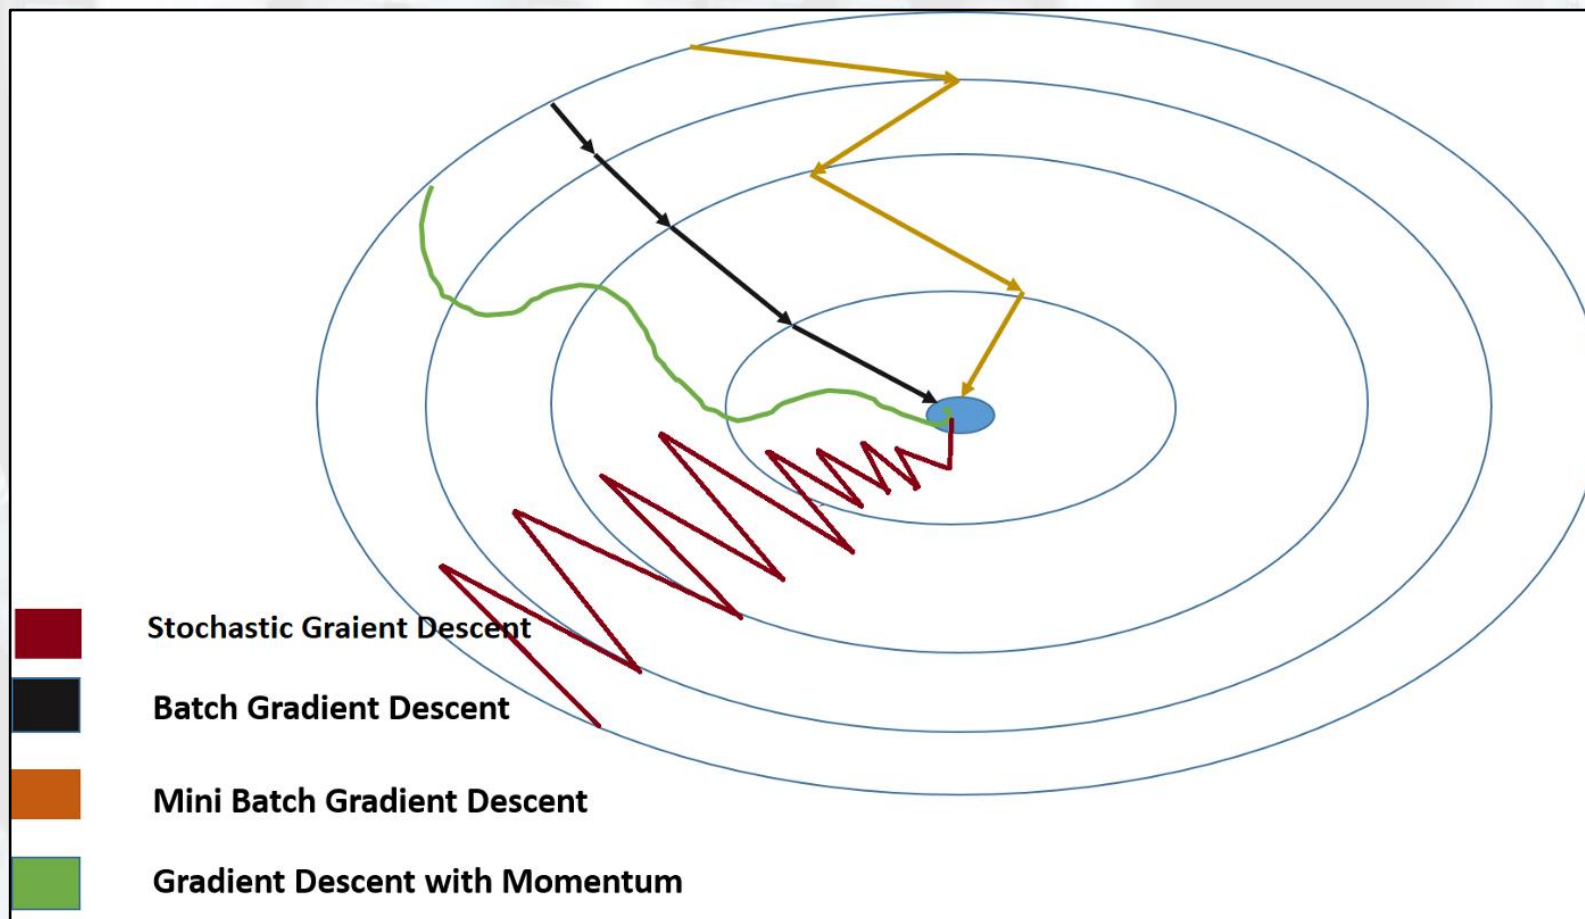 Stochastic Graient Descent
Batch Gradient Descent
Mini Batch Gradient Descent
Gradient Descent with Momentum